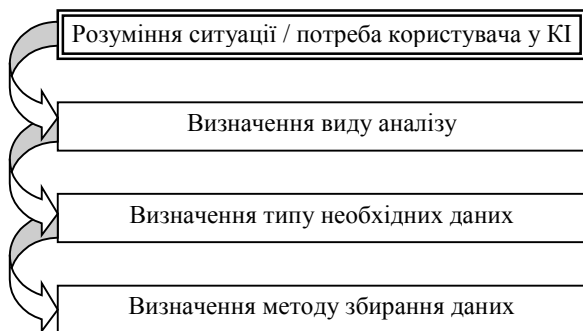 Розуміння ситуації / потреба користувача у КІ
Визначення виду аналізу
Визначення типу необхідних даних
Визначення методу збирання даних